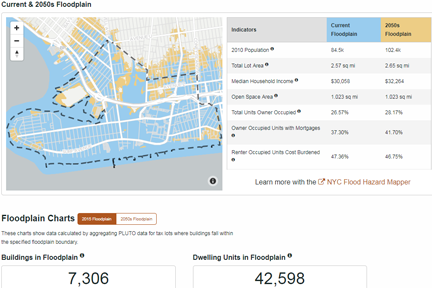 Current & 2050s Floodplain
Indicators
Current Floodplain
2050s Floodplain
2010 Population 84.5k 102.4k
Total Lot Area 2.57 sq mi 2.65 sq mi
Median Household Income $30,058 $32,264
Open Space Area 1.023 sq mi 1.023 sq mi
Total Units Owner Occupied 26.57% 28.17%
Owner Occupied Units with Mortgages 37.30% 41.70%
Renter Occupied Units Cost Burdened 47.36% 46.75%
Learn more with the NYC Flood Hazard Mapper
Floodplain Charts 2015 Floodplain 2050s Floodplain
These charts show data calculated by aggregating PLUTO data for tax lots where buildings fall within
the specified floodplain boundary.
Buildings in Floodplain Dwelling Units in Floodplain
7,306 42,598